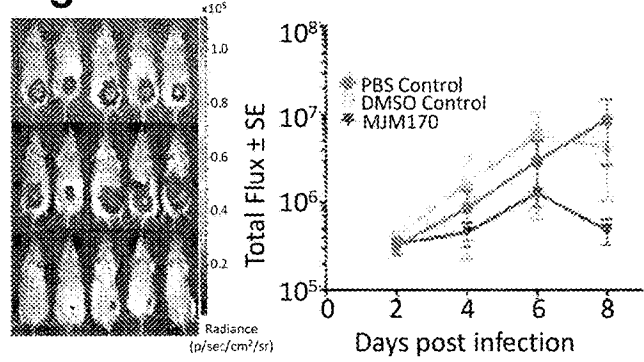 x10⁵
1.0
0.8
0.6
0.4
0.2
Radiance
(p/sec/cm²/sr)
Total Flux ± SE
10⁸
10⁷
10⁶
10⁵
PBS Control
DMSO Control
MJM170
0 2 4 6 8
Days post infection